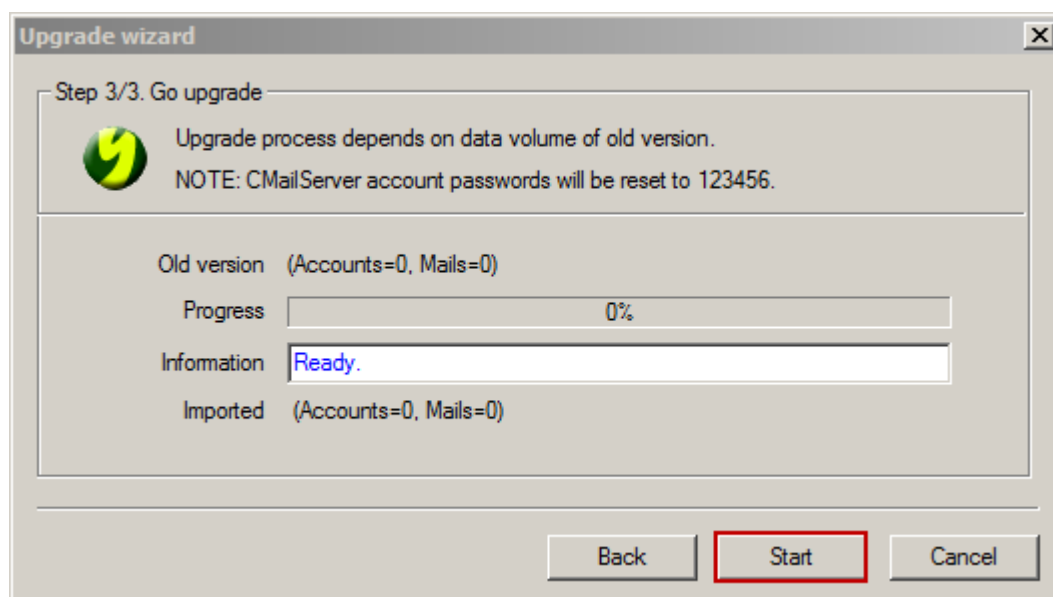 Upgrade wizard
Step 3/3. Go upgrade
Upgrade process depends on data volume of old version.
NOTE: CMailServer account passwords will be reset to 123456.
Old version (Accounts=0, Mails=0)
Progress 0%
Information Ready.
Imported (Accounts=0, Mails=0)
Back Start Cancel